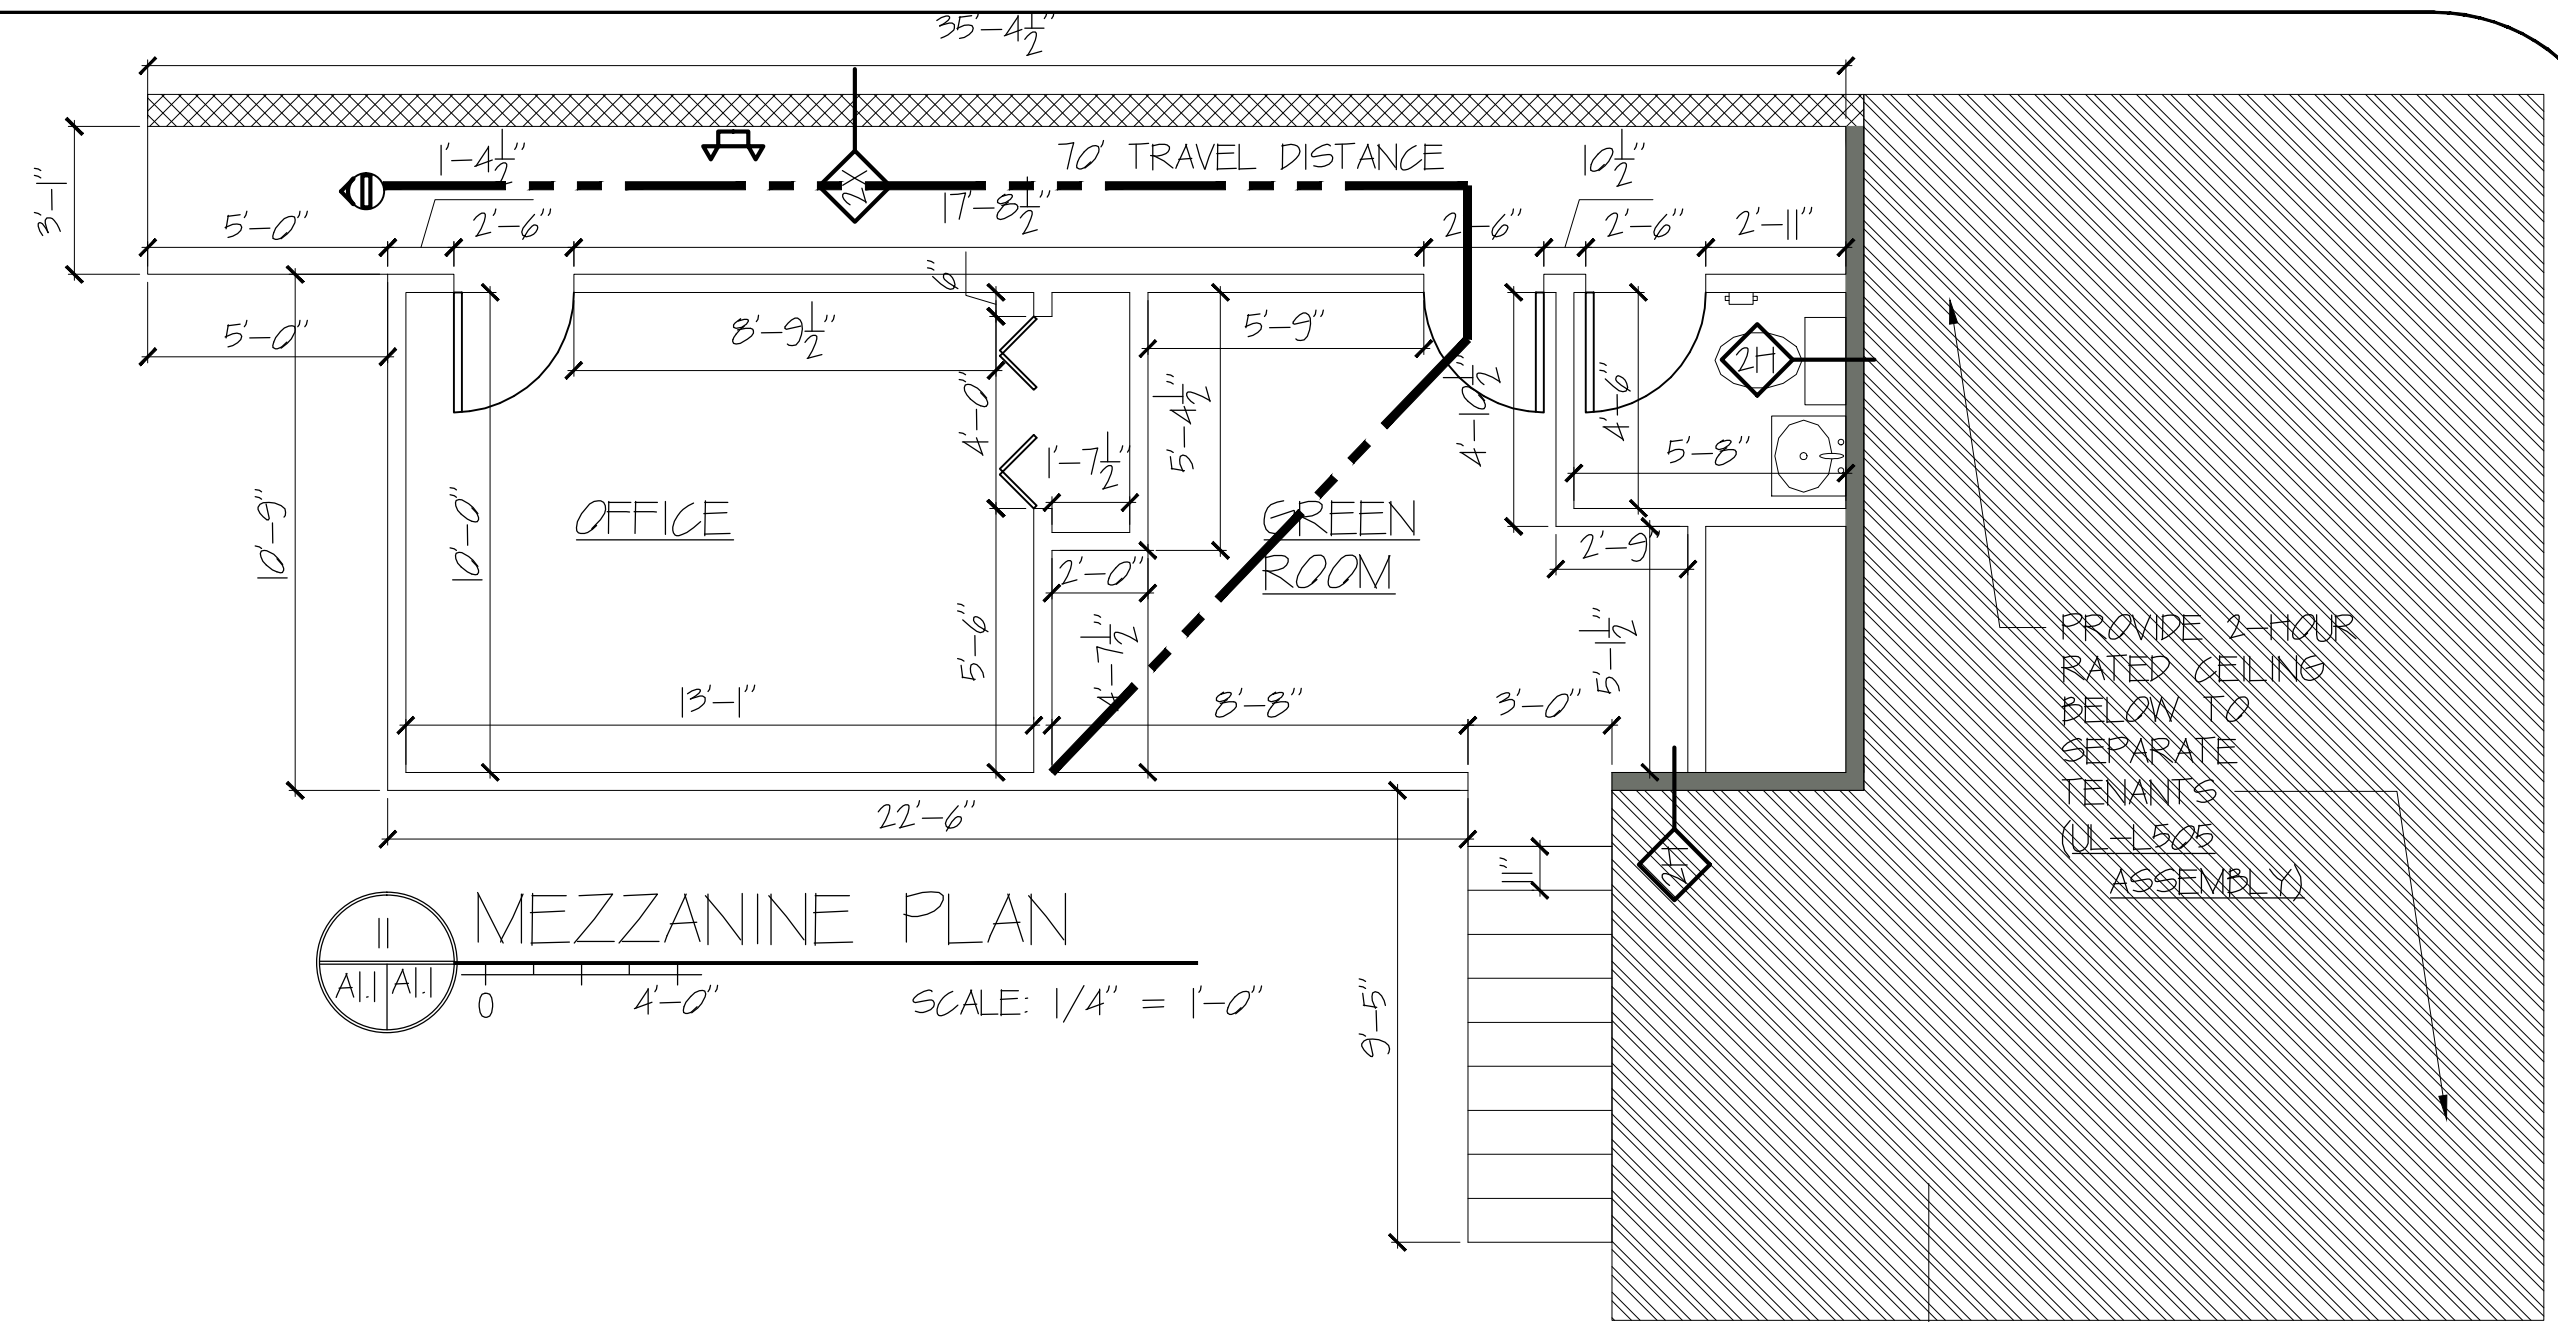 35'-4 1/2"
1'-4 1/2"
70' TRAVEL DISTANCE
10 1/2"
3'-1"
2X
17'-8 1/2"
5'-0"
2'-6"
2'-6"
2'-6"
2'-11"
6"
5'-0"
8'-9 1/2"
5'-9"
2H
4'-0"
5'-4 1/2"
4'-10 1/2"
4'-6"
1'-7 1/2"
5'-8"
10'-9"
10'-0"
OFFICE
GREEN
ROOM
2'-9"
2'-0"
5'-6"
4'-7 1/2"
5'-1 1/2"
13'-1"
8'-8"
3'-0"
PROVIDE 2-HOUR
RATED CEILING
BELOW TO
SEPARATE
TENANTS
(UL-L505
ASSEMBLY)
22'-6"
11"
2H
11
A1.1 A1.1
MEZZANINE PLAN
0 4'-0"
SCALE: 1/4" = 1'-0"
9'-5"